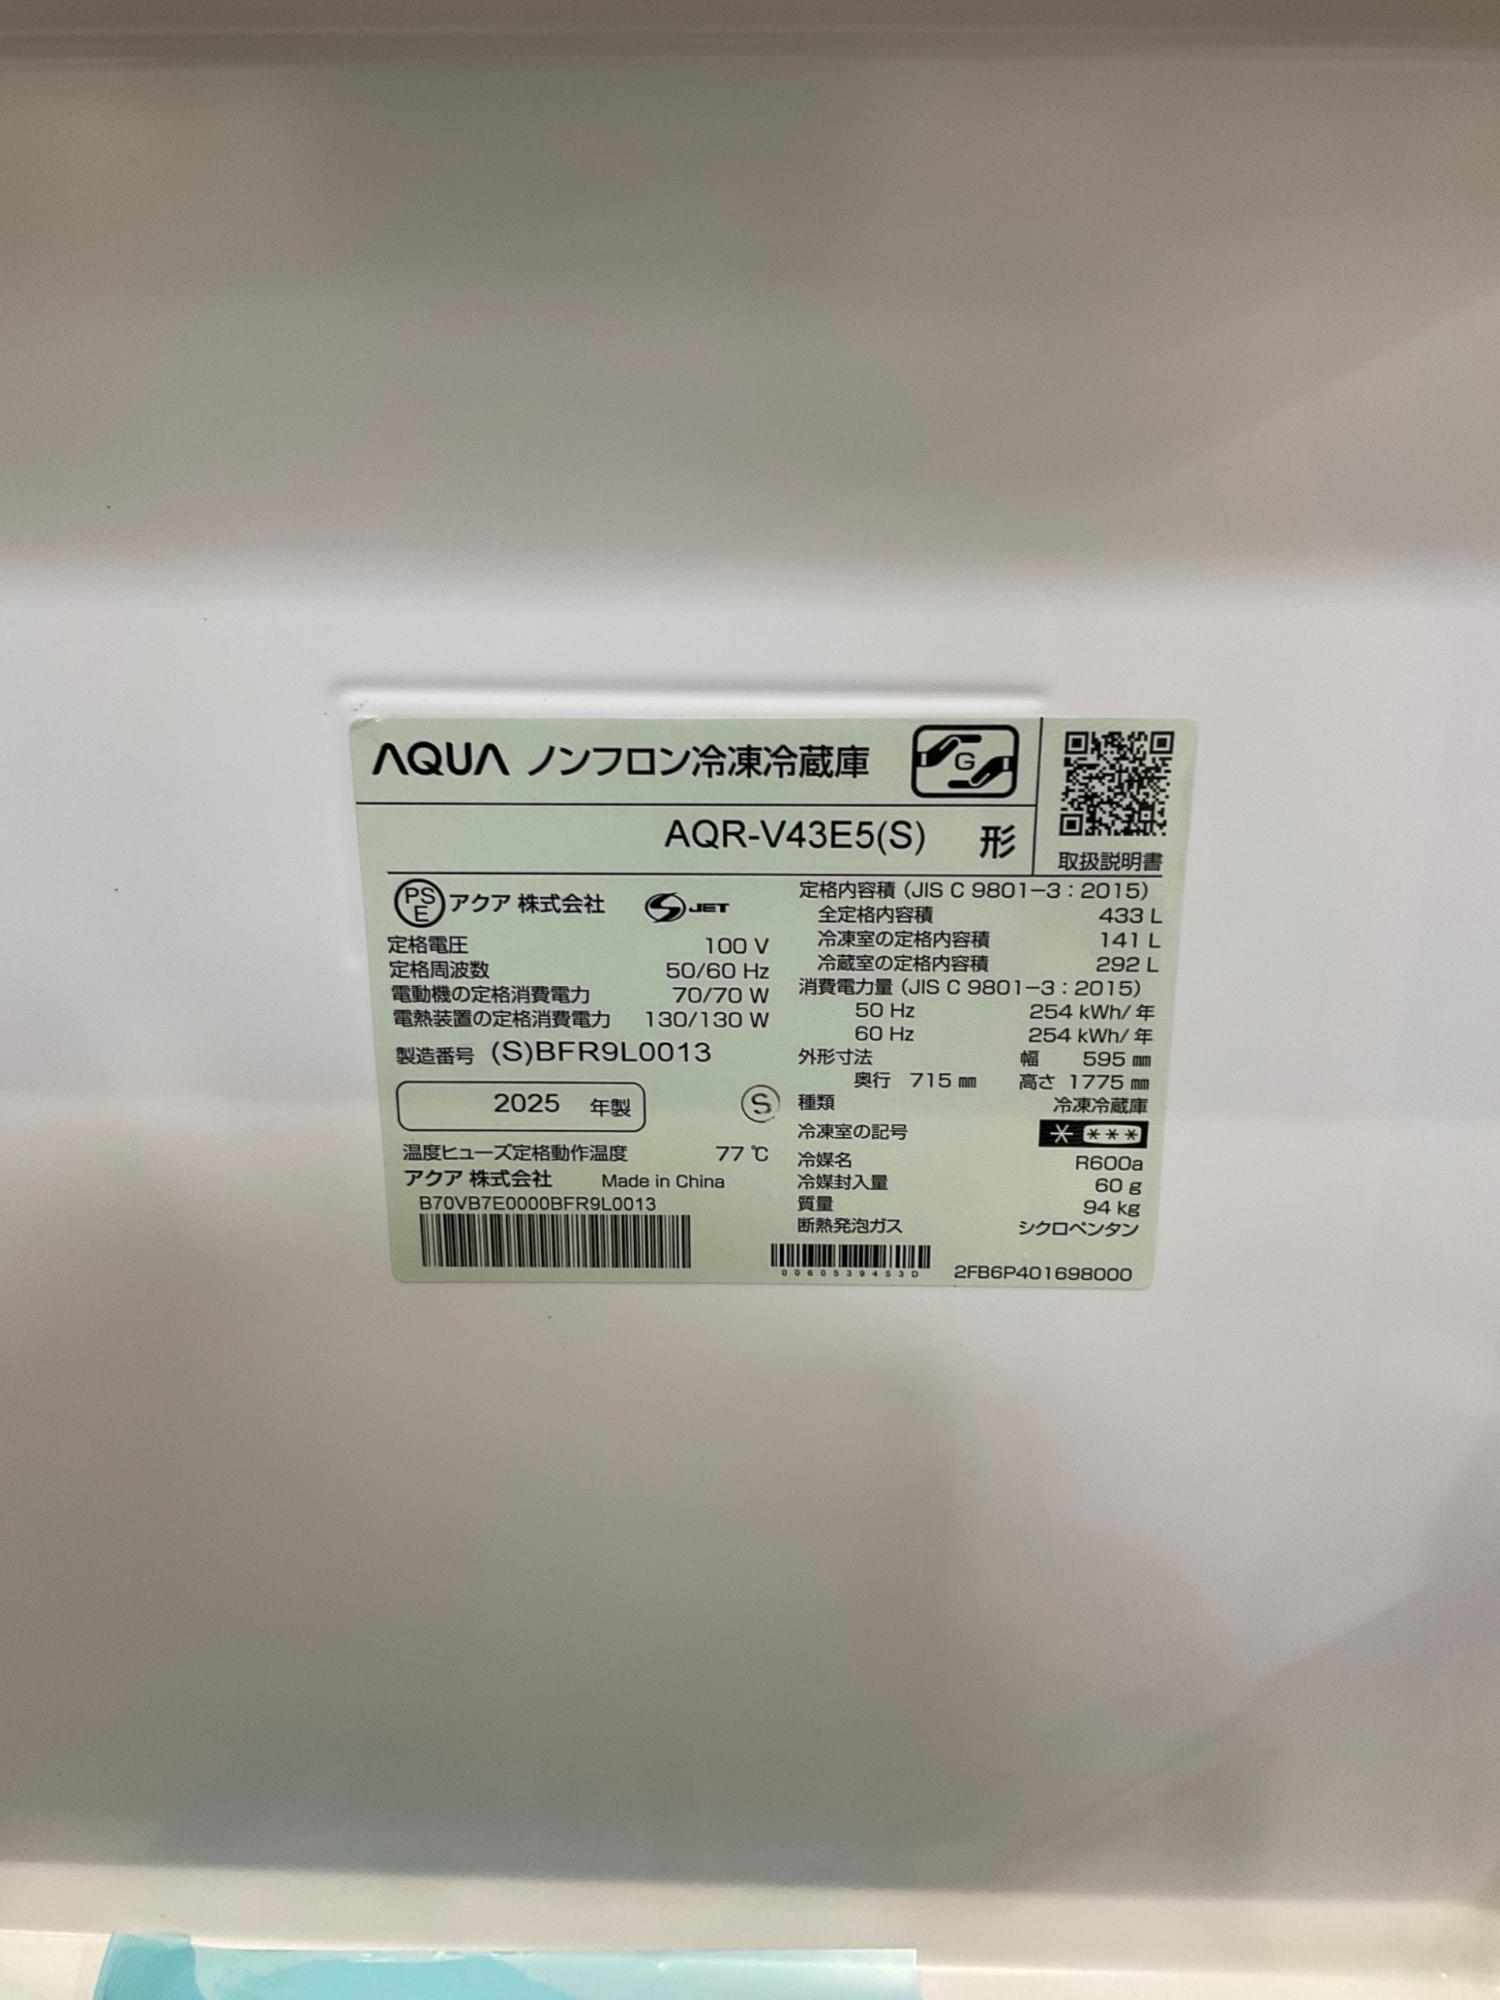 AQUA ノンフロン冷凍冷蔵庫
G
AQR-V43E5(S) 形
取扱説明書
PS
E
アクア 株式会社
S JET
定格電圧 100 V
定格周波数 50/60 Hz
電動機の定格消費電力 70/70 W
電熱装置の定格消費電力 130/130 W
製造番号 (S)BFR9L0013
2025 年製
S
温度ヒューズ定格動作温度 77 ℃
アクア 株式会社 Made in China
B70VB7E0000BFR9L0013
定格内容積 (JIS C 9801-3：2015)
全定格内容積 433 L
冷凍室の定格内容積 141 L
冷蔵室の定格内容積 292 L
消費電力量 (JIS C 9801-3：2015)
50 Hz 254 kWh/年
60 Hz 254 kWh/年
外形寸法 幅 595 ㎜
奥行 715 ㎜ 高さ 1775 ㎜
種類 冷凍冷蔵庫
冷凍室の記号 * ***
冷媒名 R600a
冷媒封入量 60 g
質量 94 kg
断熱発泡ガス シクロペンタン
0060539453D
2FB6P401698000